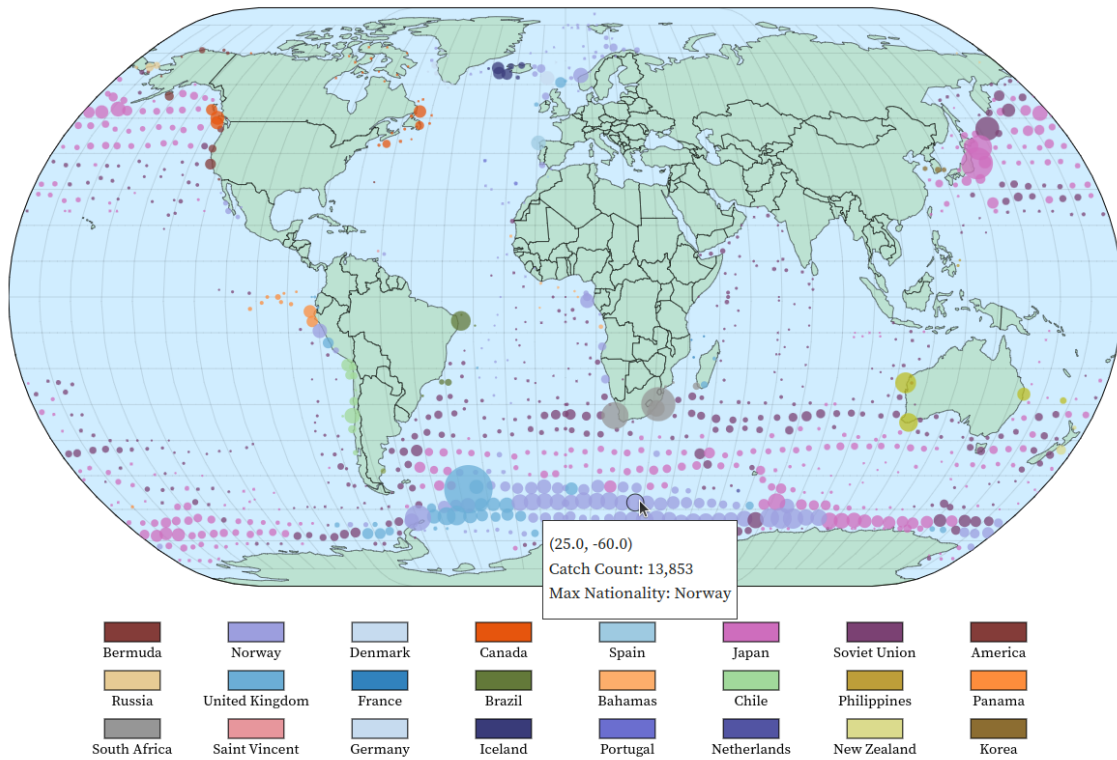 (25.0, -60.0)
Catch Count: 13,853
Max Nationality: Norway
Bermuda Norway Denmark Canada Spain Japan Soviet Union America
Russia United Kingdom France Brazil Bahamas Chile Philippines Panama
South Africa Saint Vincent Germany Iceland Portugal Netherlands New Zealand Korea